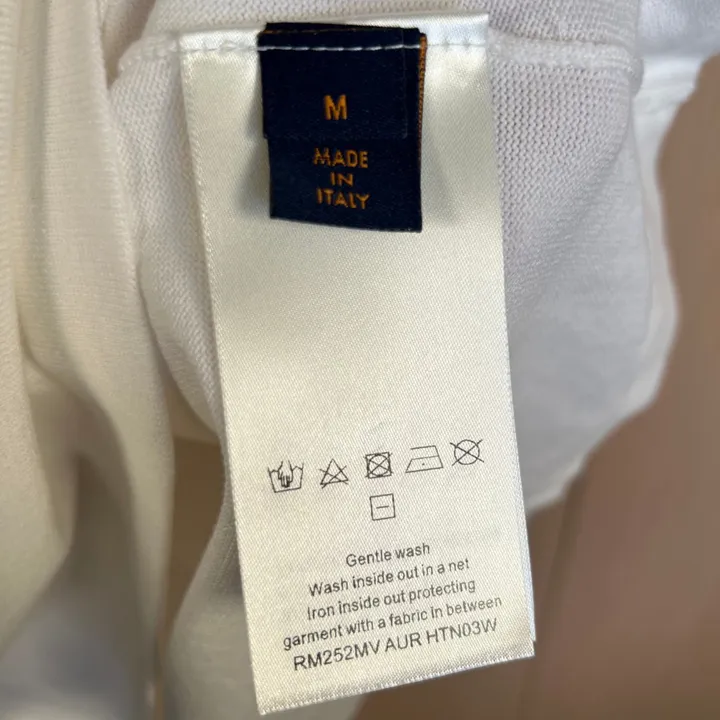 M
MADE
IN
ITALY
Gentle wash
Wash inside out in a net
Iron inside out protecting
garment with a fabric in between
RM252MV AUR HTN03W